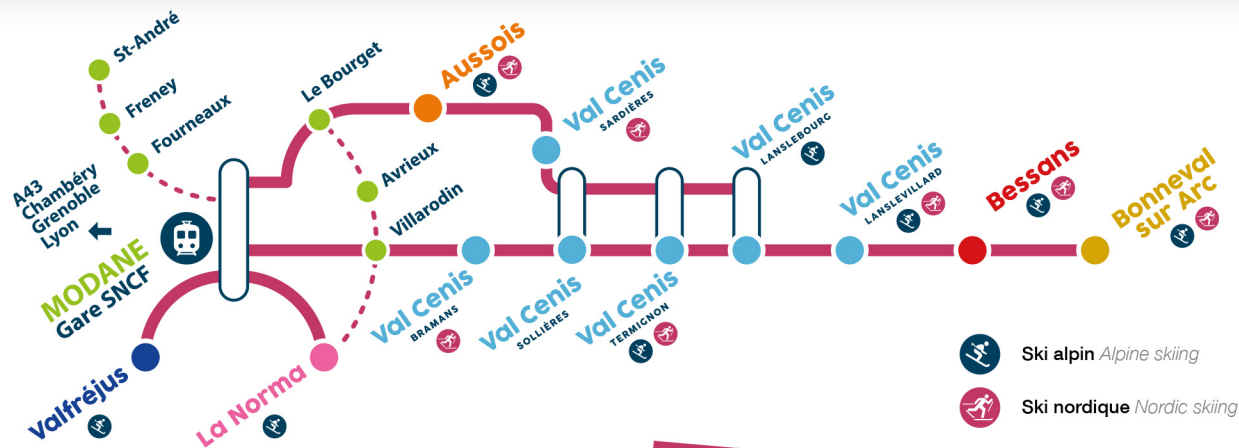 St-André
Freney
Fourneaux
A43
Chambéry
Grenoble
Lyon
MODANE
Gare SNCF
Valfréjus
La Norma
Le Bourget
Avrieux
Villarodin
Aussois
Val Cenis
SARDIÈRES
Val Cenis
LANSLEBOURG
Val Cenis
BRAMANS
Val Cenis
SOLLIÈRES
Val Cenis
TERMIGNON
Val Cenis
LANSLEVILLARD
Bessans
Bonneval
sur Arc
Ski alpin Alpine skiing
Ski nordique Nordic skiing